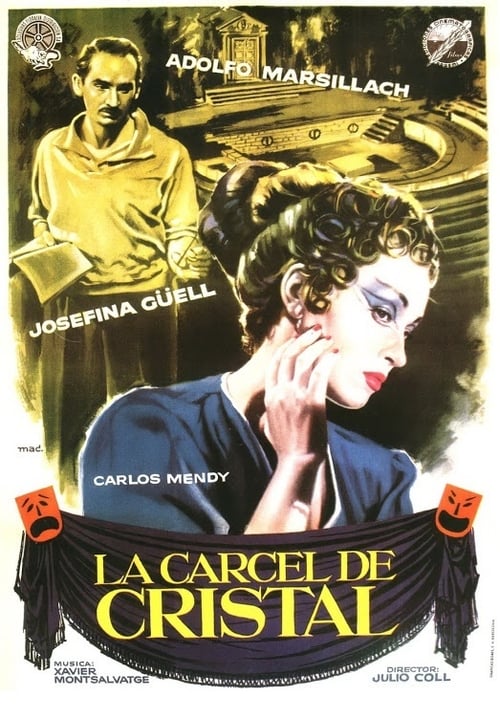 ADOLFO MARSILLACH
JOSEFINA GÜELL
mac.
CARLOS MENDY
LA CARCEL DE
CRISTAL
MUSICA:
XAVIER
MONTSALVATGE
DIRECTOR:
JULIO COLL